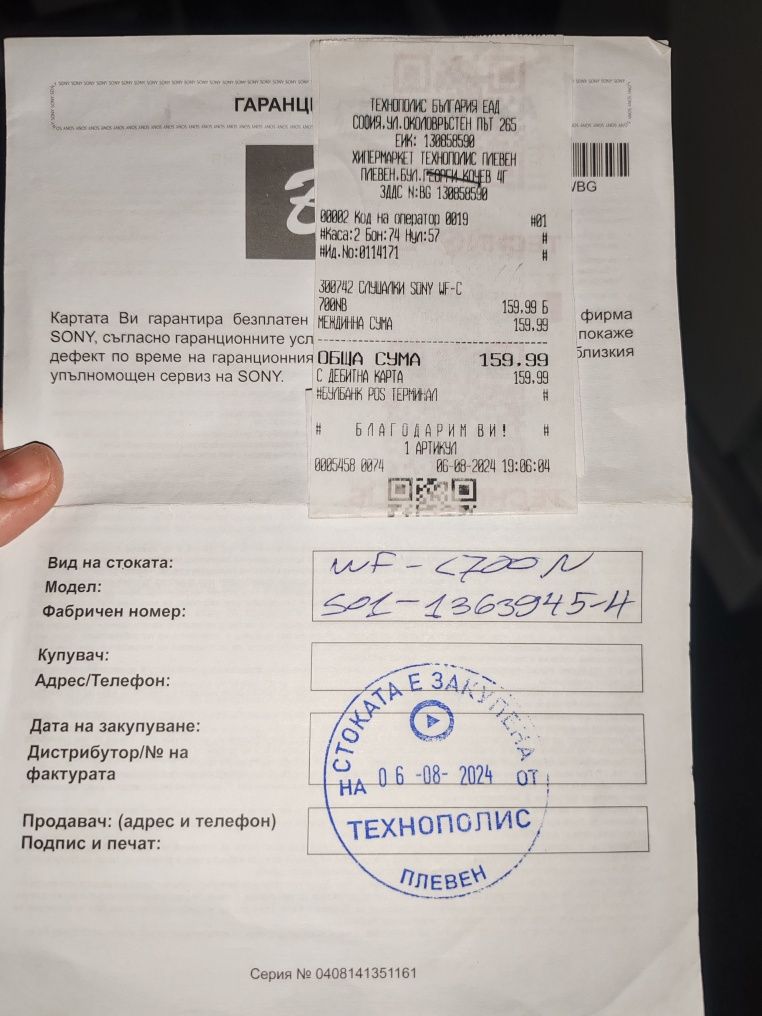 SONY SONY SONY SONY SONY SONY SONY SONY
ГАРАНЦ
/BG
ТЕХНОПОЛИС БЪЛГАРИЯ ЕАД
СОФИЯ,УЛ.ОКОЛОВРЪСТЕН ПЪТ 265
ЕИК: 130858590
ХИПЕРМАРКЕТ ТЕХНОПОЛИС ПЛЕВЕН
ПЛЕВЕН,БУЛ.ГЕОРГИ КОЧЕВ 4Г
ЗДДС N:BG 130858590
00002 Код на оператор 0019 #01
#Каса:2 Бон:74 Нул:57 #
#Ид.No:0114171 #
300742 СЛУШАЛКИ SONY WF-C
700NB 159.99 Б
МЕЖДИННА СУМА 159.99
ОБЩА СУМА 159.99
С ДЕБИТНА КАРТА 159.99
#БУЛБАНК POS ТЕРМИНАЛ #
# БЛАГОДАРИМ ВИ! #
1 АРТИКУЛ
0005458 0074 06-08-2024 19:06:04
Картата Ви гарантира безплатен фирма
SONY, съгласно гаранционните усл покаже
дефект по време на гаранционния близкия
упълномощен сервиз на SONY.
Вид на стоката: WF-C700N
Модел:
Фабричен номер: S01-1363945-H
Купувач:
Адрес/Телефон:
Дата на закупуване:
Дистрибутор/№ на
фактурата
Продавач: (адрес и телефон)
Подпис и печат:
СТОКАТА Е ЗАКУПЕНА
НА 06-08-2024 ОТ
ТЕХНОПОЛИС
ПЛЕВЕН
Серия № 0408141351161